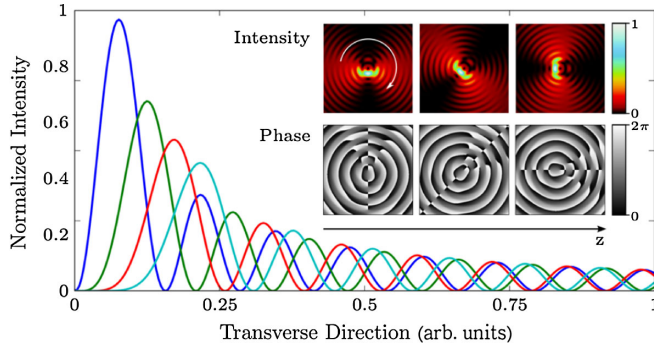 1
0.8
0.6
0.4
0.2
0
0
0.25
0.5
0.75
1
Normalized Intensity
Transverse Direction (arb. units)
Intensity
1
0
Phase
2π
0
z